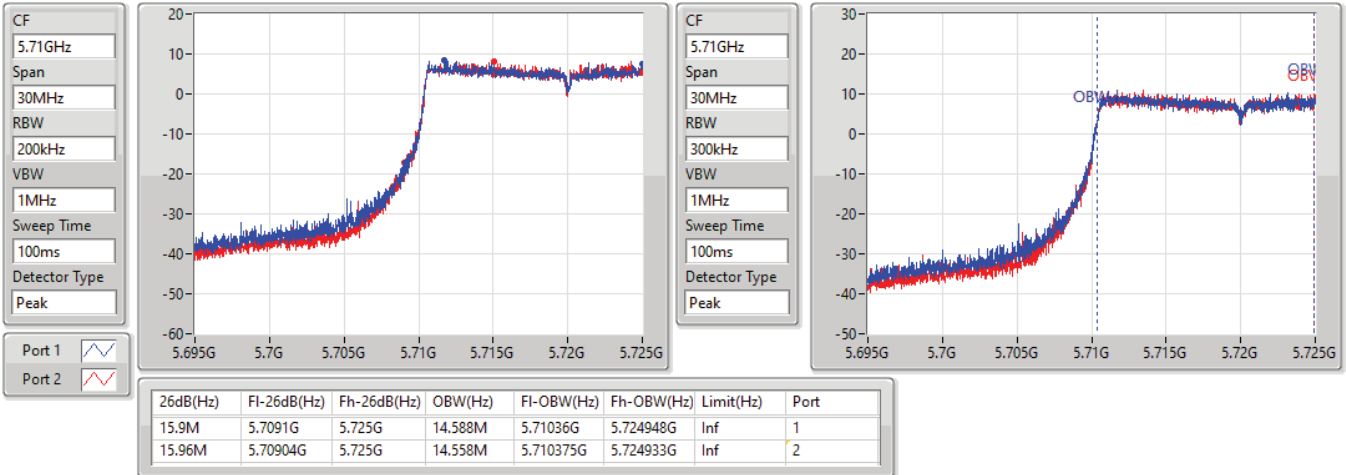 CF
5.71GHz
Span
30MHz
RBW
200kHz
VBW
1MHz
Sweep Time
100ms
Detector Type
Peak
Port 1
Port 2
20
10
0
-10
-20
-30
-40
-50
-60
5.695G 5.7G 5.705G 5.71G 5.715G 5.72G 5.725G
CF
5.71GHz
Span
30MHz
RBW
300kHz
VBW
1MHz
Sweep Time
100ms
Detector Type
Peak
30
20
10
0
-10
-20
-30
-40
-50
5.695G 5.7G 5.705G 5.71G 5.715G 5.72G 5.725G
OBW
OBW
OBW
26dB(Hz) Fl-26dB(Hz) Fh-26dB(Hz) OBW(Hz) Fl-OBW(Hz) Fh-OBW(Hz) Limit(Hz) Port
15.9M 5.7091G 5.725G 14.588M 5.71036G 5.724948G Inf 1
15.96M 5.70904G 5.725G 14.558M 5.710375G 5.724933G Inf 2